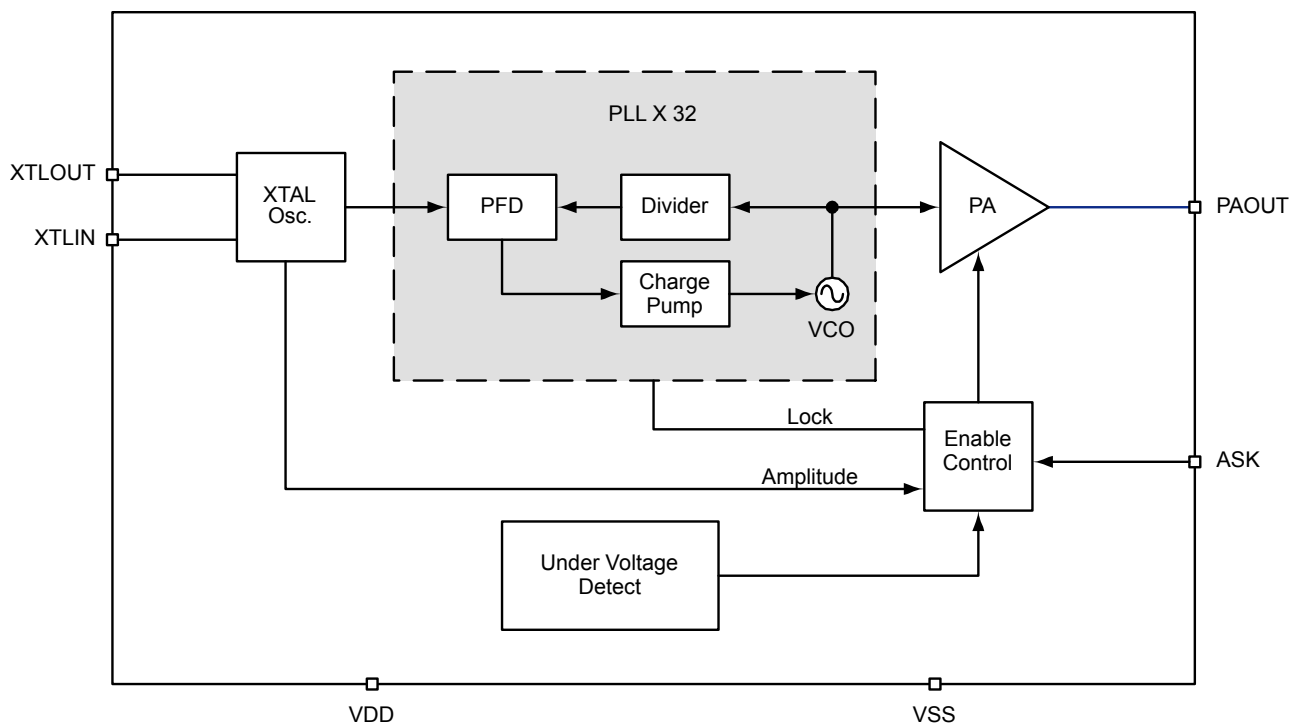 PLL X 32
XTLOUT
XTLIN
XTAL
Osc.
PFD
Divider
PA
PAOUT
Charge
Pump
VCO
Lock
Enable
Control
ASK
Amplitude
Under Voltage
Detect
VDD
VSS